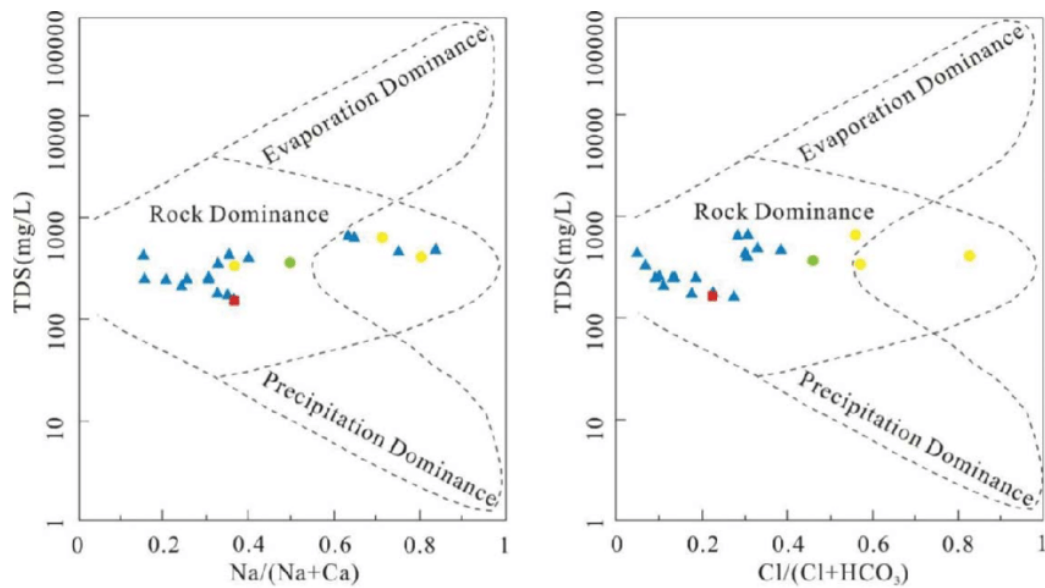 100000
10000
1000
100
10
1
TDS(mg/L)
Evaporation Dominance
Rock Dominance
Precipitation Dominance
0
0.2
0.4
0.6
0.8
1
Na/(Na+Ca)
100000
10000
1000
100
10
1
TDS(mg/L)
Evaporation Dominance
Rock Dominance
Precipitation Dominance
0
0.2
0.4
0.6
0.8
1
Cl/(Cl+HCO₃)